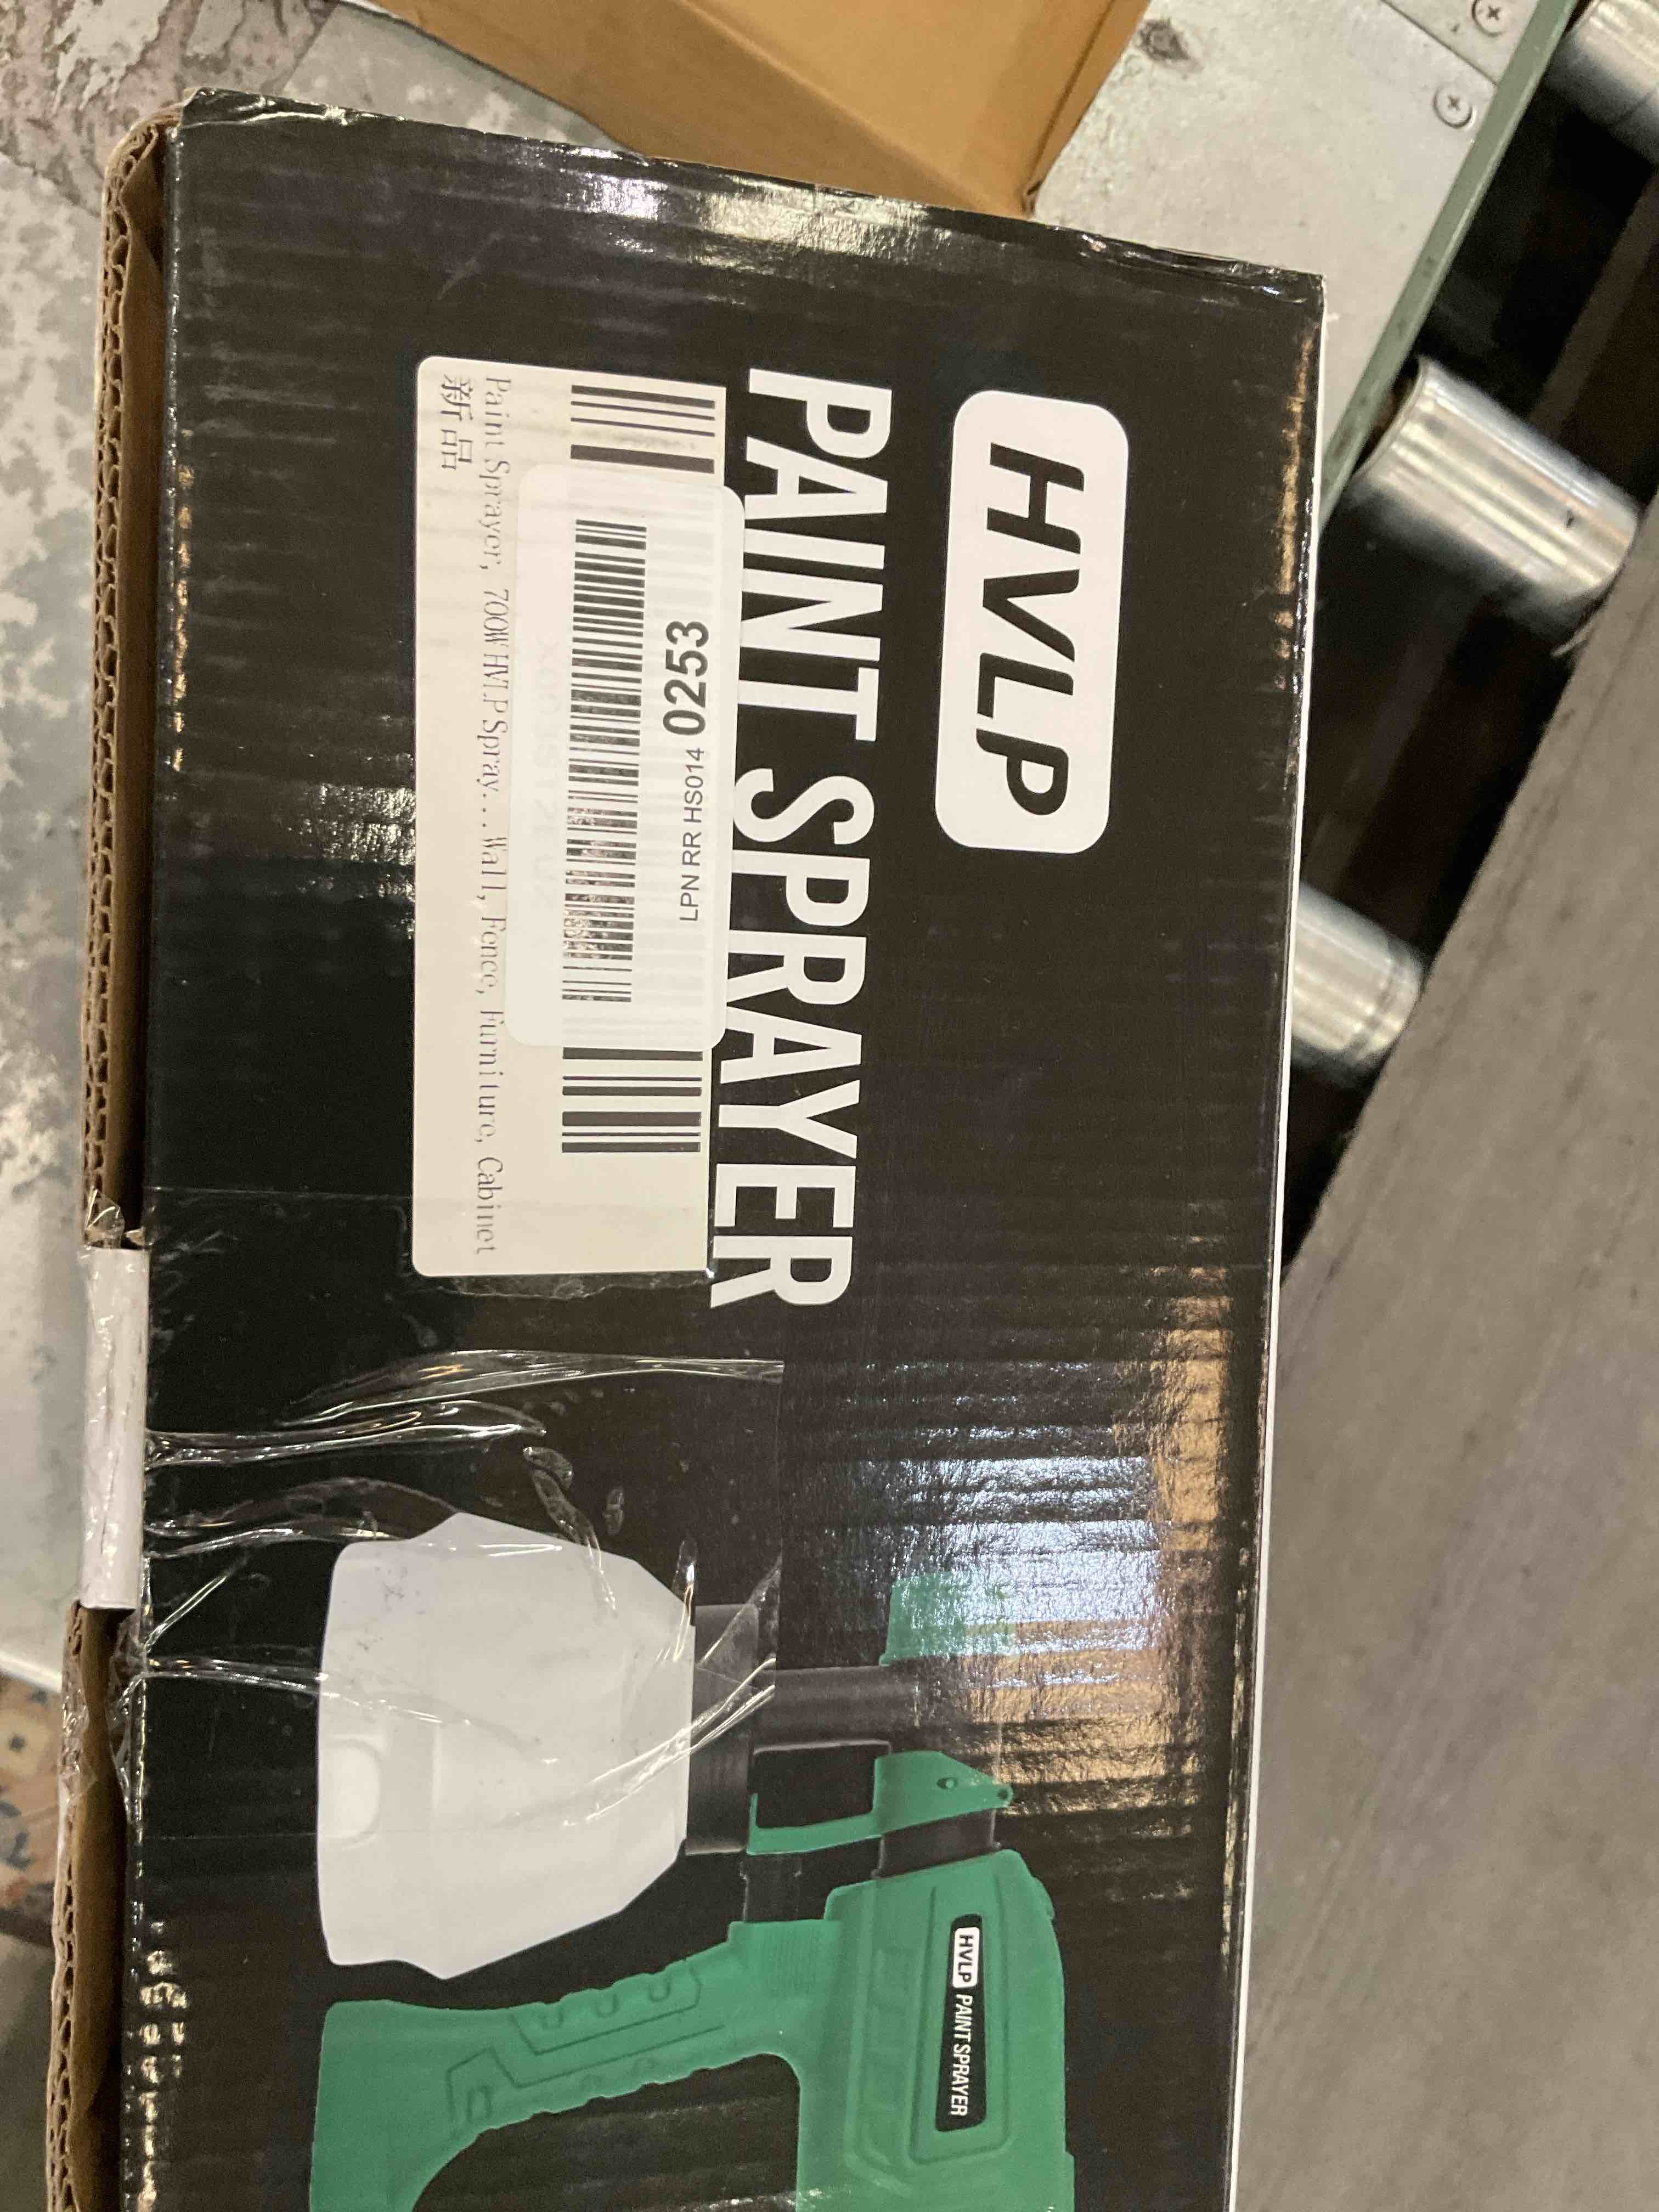 HVLP
PAINT SPRAYER
LPN RR HS014 0253
Paint Sprayer, 700W HVLP Spray...Wall, Fence, Furniture, Cabinet
新品
HVLP PAINT SPRAYER